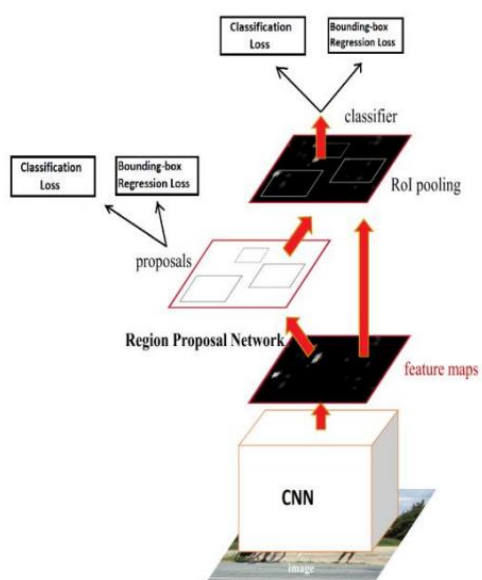 Classification
Loss
Bounding-box
Regression Loss
classifier
Classification
Loss
Bounding-box
Regression Loss
RoI pooling
proposals
Region Proposal Network
feature maps
CNN
image